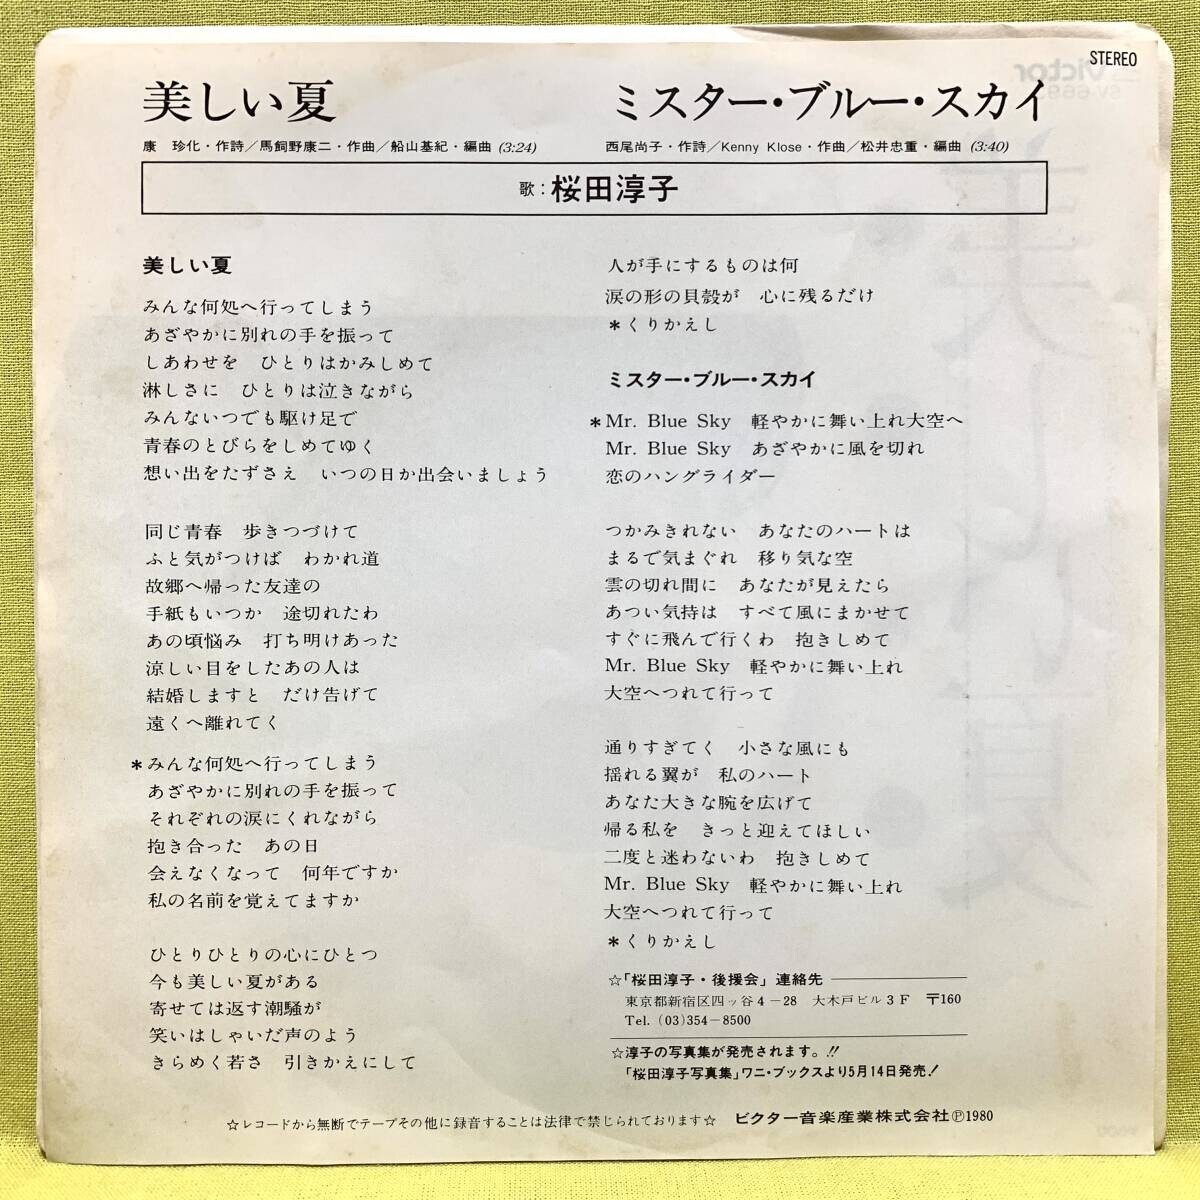 STEREO
美しい夏
康　珍化・作詩／馬飼野康二・作曲／船山基紀・編曲 (3:24)
ミスター・ブルー・スカイ
西尾尚子・作詩／Kenny Klose・作曲／松井忠重・編曲 (3:40)
歌：桜田淳子
美しい夏
みんな何処へ行ってしまう
あざやかに別れの手を振って
しあわせを　ひとりはかみしめて
淋しさに　ひとりは泣きながら
みんないつでも駆け足で
青春のとびらをしめてゆく
想い出をたずさえ　いつの日か出会いましょう
同じ青春　歩きつづけて
ふと気がつけば　わかれ道
故郷へ帰った友達の
手紙もいつか　途切れたわ
あの頃悩み　打ち明けあった
涼しい目をしたあの人は
結婚しますと　だけ告げて
遠くへ離れてく
＊みんな何処へ行ってしまう
あざやかに別れの手を振って
それぞれの涙にくれながら
抱き合った　あの日
会えなくなって　何年ですか
私の名前を覚えてますか
ひとりひとりの心にひとつ
今も美しい夏がある
寄せては返す潮騒が
笑いはしゃいだ声のよう
きらめく若さ　引きかえにして
人が手にするものは何
涙の形の貝殻が　心に残るだけ
＊くりかえし
ミスター・ブルー・スカイ
＊Mr. Blue Sky　軽やかに舞い上れ大空へ
Mr. Blue Sky　あざやかに風を切れ
恋のハングライダー
つかみきれない　あなたのハートは
まるで気まぐれ　移り気な空
雲の切れ間に　あなたが見えたら
あつい気持は　すべて風にまかせて
すぐに飛んで行くわ　抱きしめて
Mr. Blue Sky　軽やかに舞い上れ
大空へつれて行って
通りすぎてく　小さな風にも
揺れる翼が　私のハート
あなた大きな腕を広げて
帰る私を　きっと迎えてほしい
二度と迷わないわ　抱きしめて
Mr. Blue Sky　軽やかに舞い上れ
大空へつれて行って
＊くりかえし
☆「桜田淳子・後援会」連絡先
東京都新宿区四ッ谷4－28　大木戸ビル3F　〒160
Tel. (03)354-8500
☆淳子の写真集が発売されます。!!
「桜田淳子写真集」ワニ・ブックスより5月14日発売！
☆レコードから無断でテープその他に録音することは法律で禁じられております☆　ビクター音楽産業株式会社Ⓟ1980